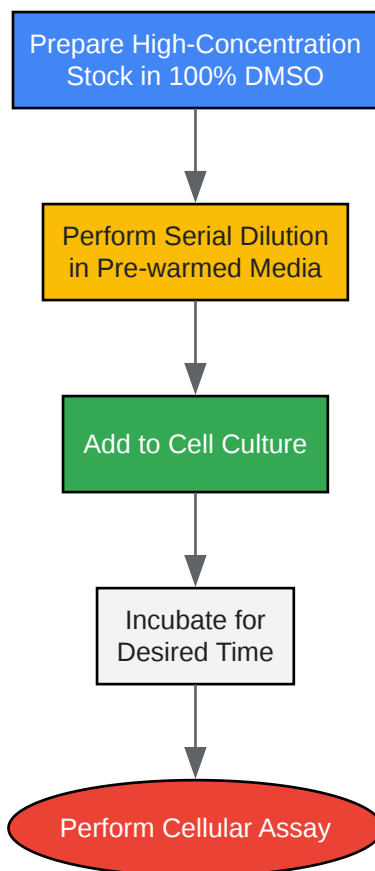 Prepare High-Concentration
Stock in 100% DMSO
Perform Serial Dilution
in Pre-warmed Media
Add to Cell Culture
Incubate for
Desired Time
Perform Cellular Assay